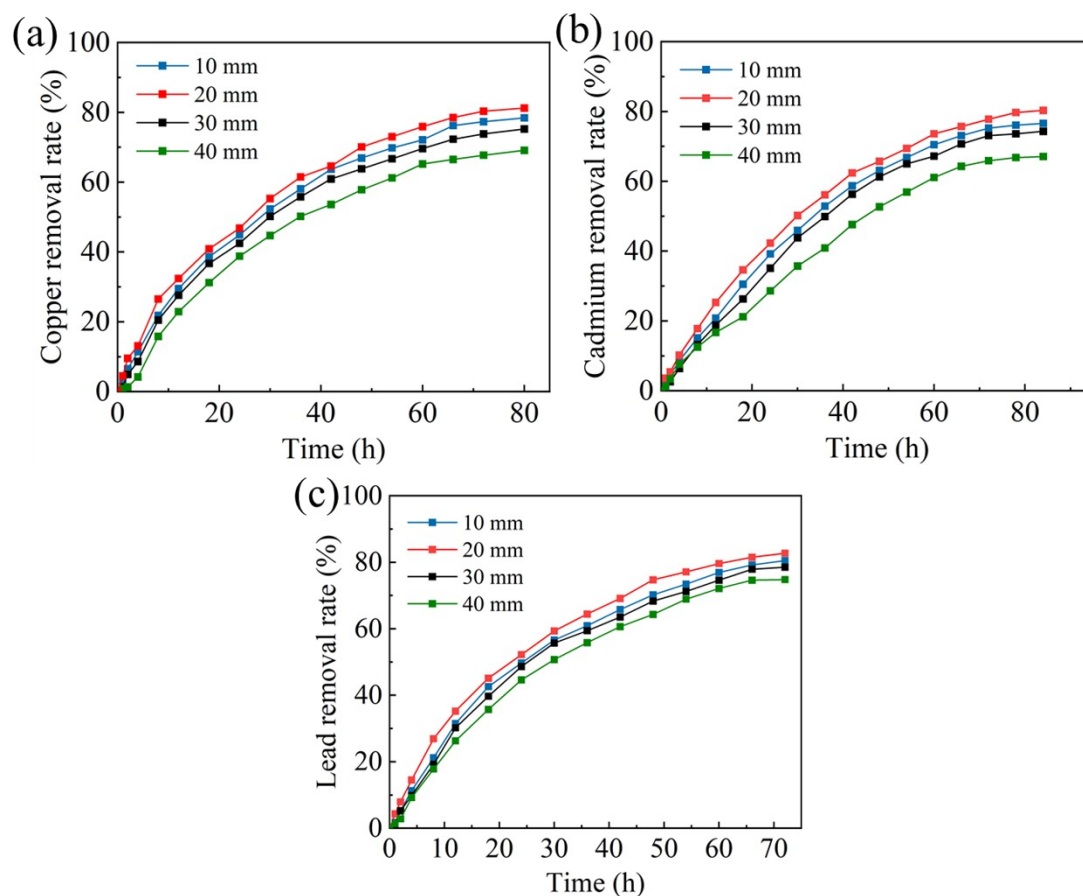 (a)
Copper removal rate (%)
100
80
60
40
20
0
10 mm
20 mm
30 mm
40 mm
0 20 40 60 80
Time (h)
(b)
Cadmium removal rate (%)
100
80
60
40
20
0
10 mm
20 mm
30 mm
40 mm
0 20 40 60 80
Time (h)
(c)
Lead removal rate (%)
100
80
60
40
20
0
10 mm
20 mm
30 mm
40 mm
0 10 20 30 40 50 60 70
Time (h)